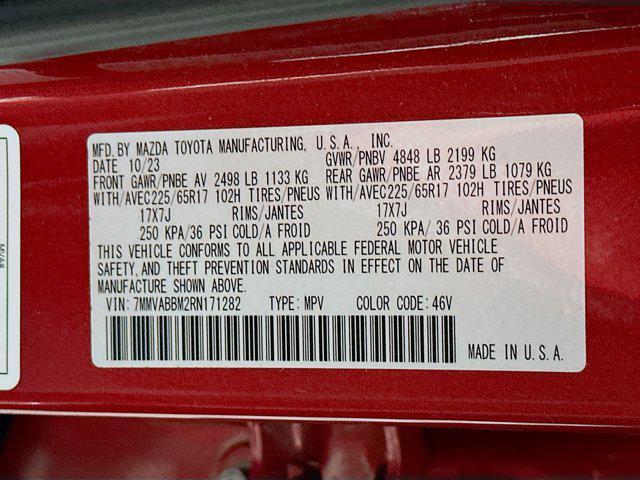 MFD. BY MAZDA TOYOTA MANUFACTURING, U.S.A., INC.
DATE 10/23 GVWR/PNBV 4848 LB 2199 KG
FRONT GAWR/PNBE AV 2498 LB 1133 KG REAR GAWR/PNBE AR 2379 LB 1079 KG
WITH/AVEC225/65R17 102H TIRES/PNEUS WITH/AVEC225/65R17 102H TIRES/PNEUS
17X7J RIMS/JANTES 17X7J RIMS/JANTES
250 KPA/ 36 PSI COLD/A FROID 250 KPA/ 36 PSI COLD/A FROID
THIS VEHICLE CONFORMS TO ALL APPLICABLE FEDERAL MOTOR VEHICLE
SAFETY, AND THEFT PREVENTION STANDARDS IN EFFECT ON THE DATE OF
MANUFACTURE SHOWN ABOVE.
VIN: 7MMVABBM2RN171282 TYPE: MPV COLOR CODE: 46V
MADE IN U.S.A.